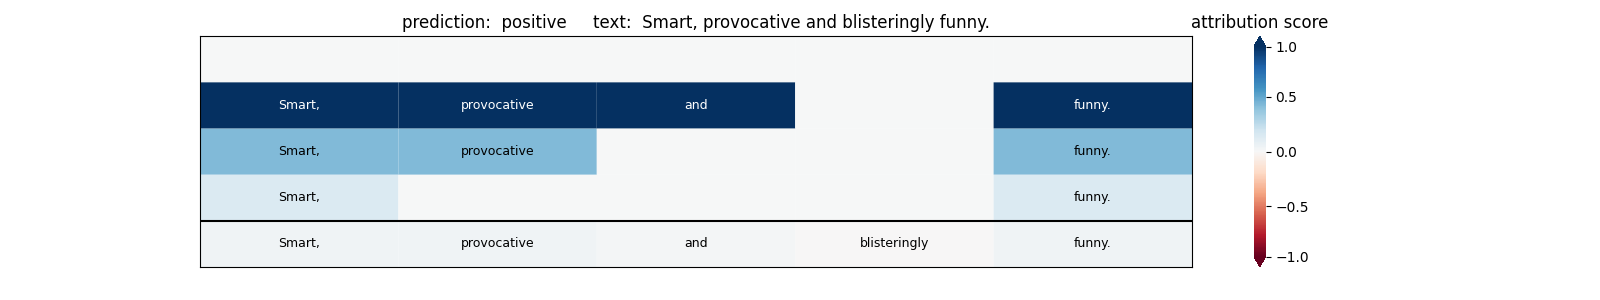 prediction:  positive     text:  Smart, provocative and blisteringly funny.
attribution score
Smart, provocative and funny.
Smart, provocative funny.
Smart, funny.
Smart, provocative and blisteringly funny.
1.0
0.5
0.0
−0.5
−1.0